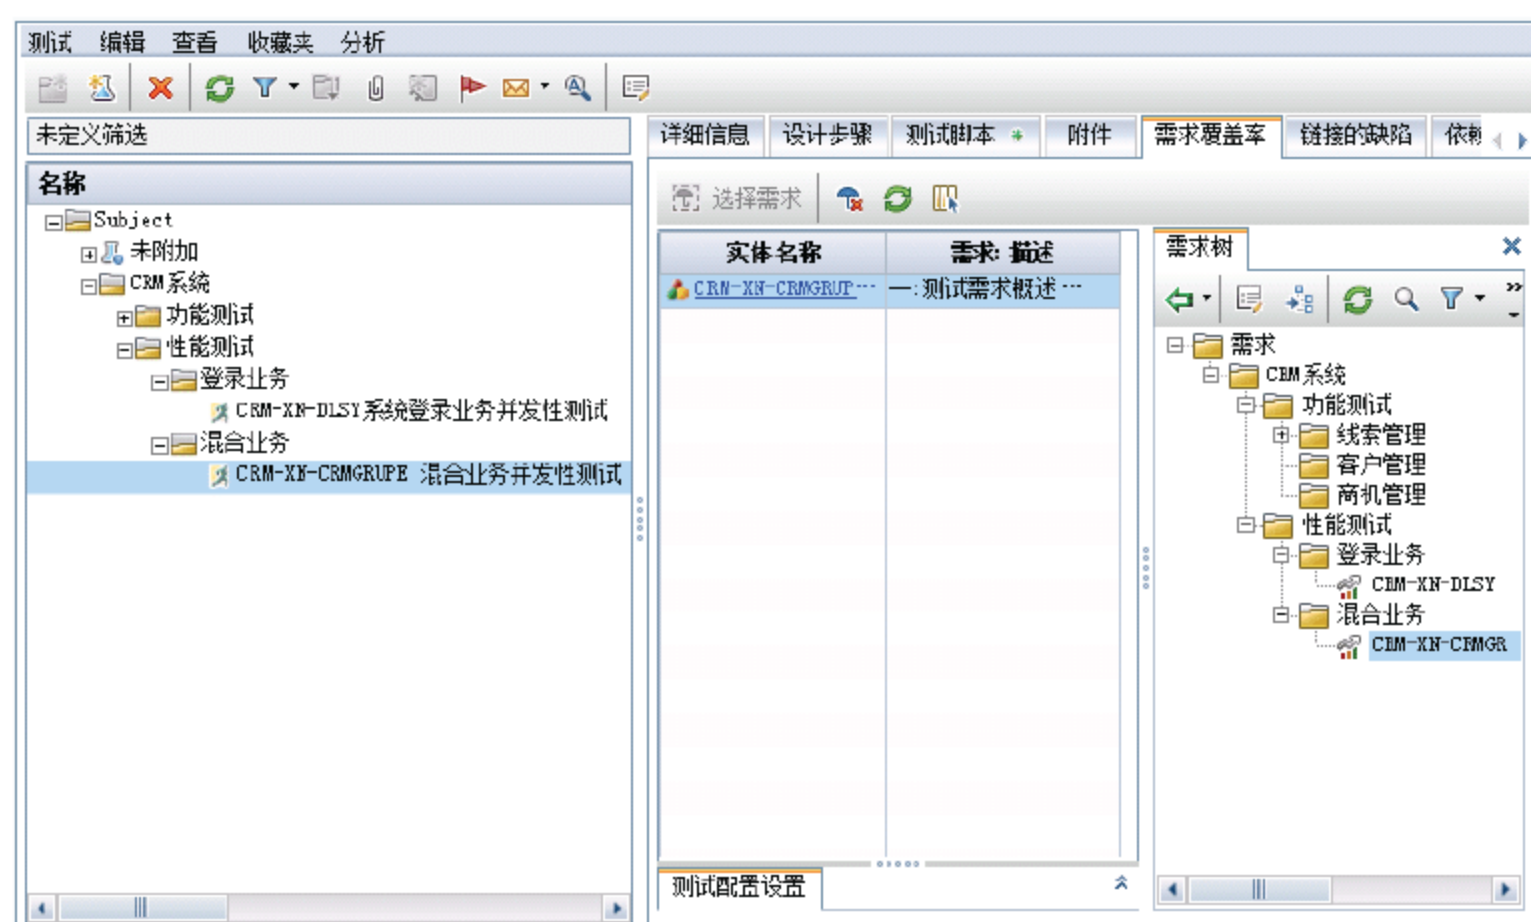 测试 编辑 查看 收藏夹 分析
未定义筛选
名称
Subject
未附加
CRM系统
功能测试
性能测试
登录业务
CRM-XN-DLSY系统登录业务并发性测试
混合业务
CRM-XN-CRMGRUPE 混合业务并发性测试
详细信息 设计步骤 测试脚本 * 附件 需求覆盖率 链接的缺陷 依赖
选择需求
实体名称 需求: 描述
CRM-XN-CRMGRUP··· 一:测试需求概述 ···
测试配置设置
需求树
需求
CRM系统
功能测试
线索管理
客户管理
商机管理
性能测试
登录业务
CRM-XN-DLSY
混合业务
CRM-XN-CRMGR